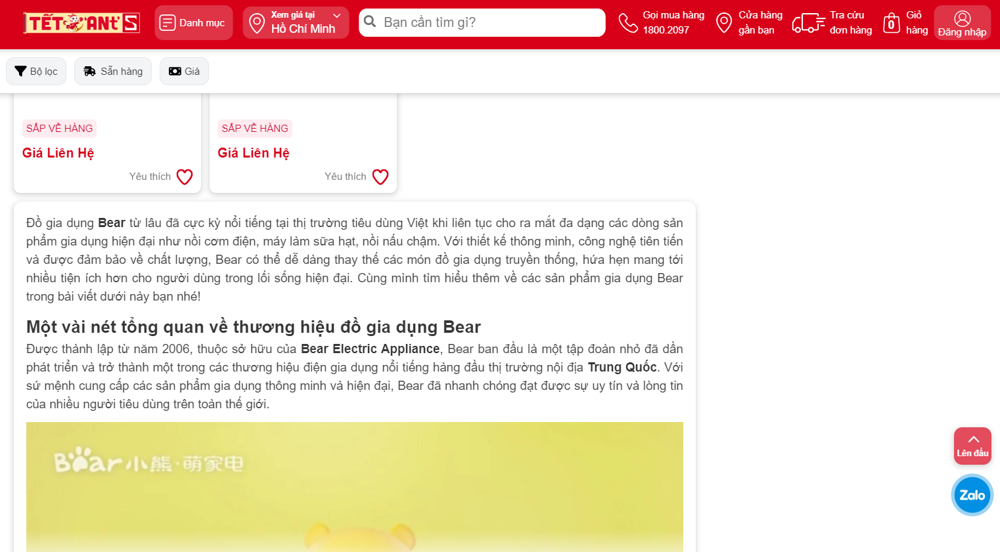 TẾT ANT'S
Danh mục
Xem giá tại
Hồ Chí Minh
Bạn cần tìm gì?
Gọi mua hàng
1800.2097
Cửa hàng
gần bạn
Tra cứu
đơn hàng
0
Giỏ
hàng
Đăng nhập
Bộ lọc
Sẵn hàng
Giá
SẮP VỀ HÀNG
Giá Liên Hệ
Yêu thích
SẮP VỀ HÀNG
Giá Liên Hệ
Yêu thích
Đồ gia dụng Bear từ lâu đã cực kỳ nổi tiếng tại thị trường tiêu dùng Việt khi liên tục cho ra mắt đa dạng các dòng sản
phẩm gia dụng hiện đại như nồi cơm điện, máy làm sữa hạt, nồi nấu chậm. Với thiết kế thông minh, công nghệ tiên tiến
và được đảm bảo về chất lượng, Bear có thể dễ dàng thay thế các món đồ gia dụng truyền thống, hứa hẹn mang tới
nhiều tiện ích hơn cho người dùng trong lối sống hiện đại. Cùng mình tìm hiểu thêm về các sản phẩm gia dụng Bear
trong bài viết dưới này bạn nhé!
Một vài nét tổng quan về thương hiệu đồ gia dụng Bear
Được thành lập từ năm 2006, thuộc sở hữu của Bear Electric Appliance, Bear ban đầu là một tập đoàn nhỏ đã dần
phát triển và trở thành một trong các thương hiệu điện gia dụng nổi tiếng hàng đầu thị trường nội địa Trung Quốc. Với
sứ mệnh cung cấp các sản phẩm gia dụng thông minh và hiện đại, Bear đã nhanh chóng đạt được sự uy tín và lòng tin
của nhiều người tiêu dùng trên toàn thế giới.
Bear 小熊·萌家电
Lên đầu
Zalo